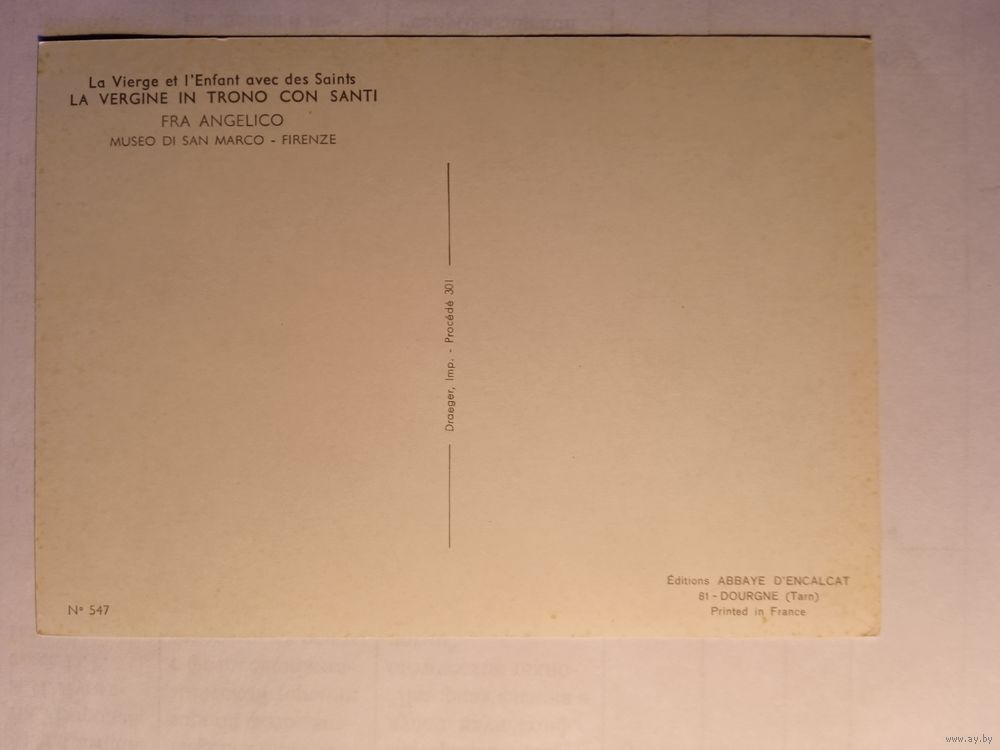 La Vierge et l'Enfant avec des Saints
LA VERGINE IN TRONO CON SANTI
FRA ANGELICO
MUSEO DI SAN MARCO - FIRENZE
Draeger, Imp. - Procédé 301
N° 547
Éditions ABBAYE D'ENCALCAT
81 - DOURGNE (Tarn)
Printed in France
www.ay.by